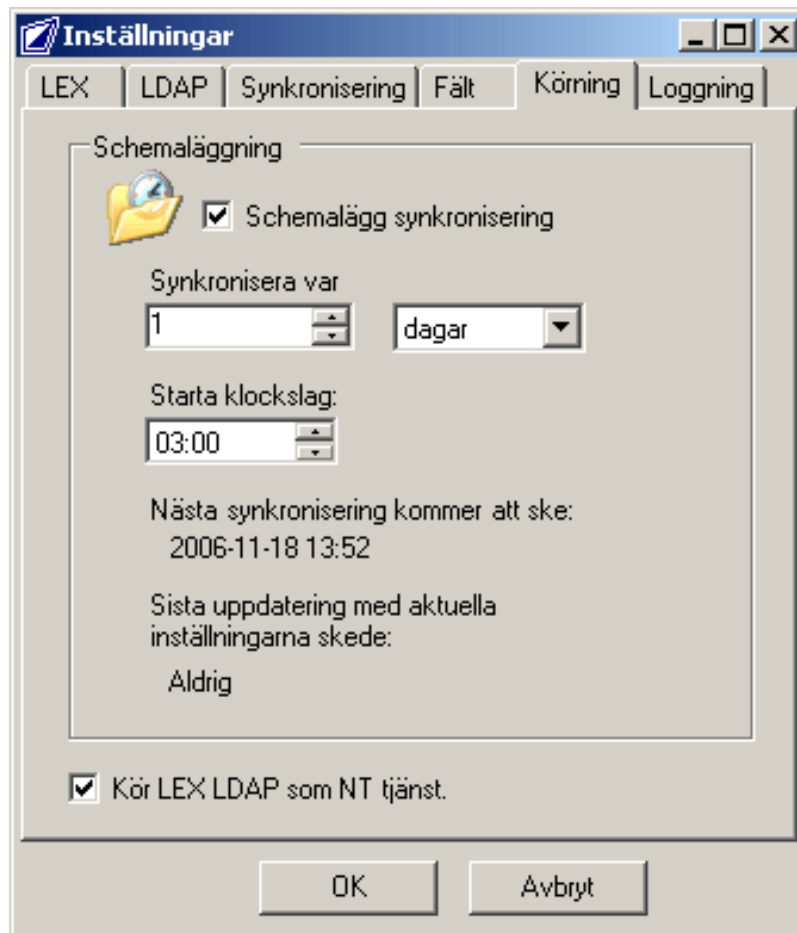 Inställningar
LEX LDAP Synkronisering Fält Körning Loggning
Schemaläggning
Schemalägg synkronisering
Synkronisera var
1 dagar
Starta klockslag:
03:00
Nästa synkronisering kommer att ske:
2006-11-18 13:52
Sista uppdatering med aktuella
inställningarna skede:
Aldrig
Kör LEX LDAP som NT tjänst.
OK Avbryt